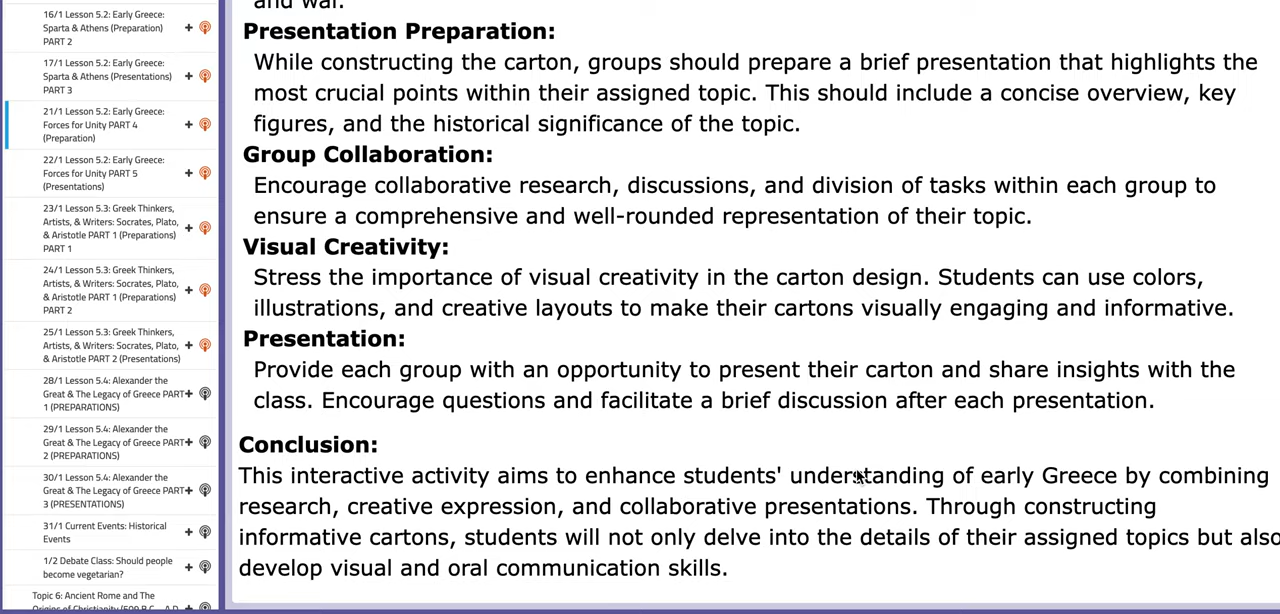 16/1 Lesson 5.2: Early Greece:
Sparta & Athens (Preparation)
PART 2
17/1 Lesson 5.2: Early Greece:
Sparta & Athens (Presentations)
PART 3
21/1 Lesson 5.2: Early Greece:
Forces for Unity PART 4
(Preparation)
22/1 Lesson 5.2: Early Greece:
Forces for Unity PART 5
(Presentations)
23/1 Lesson 5.3: Greek Thinkers,
Artists, & Writers: Socrates, Plato,
& Aristotle PART 1 (Preparations)
PART 1
24/1 Lesson 5.3: Greek Thinkers,
Artists, & Writers: Socrates, Plato,
& Aristotle PART 1 (Preparations)
PART 2
25/1 Lesson 5.3: Greek Thinkers,
Artists, & Writers: Socrates, Plato,
& Aristotle PART 2 (Presentations)
28/1 Lesson 5.4: Alexander the
Great & The Legacy of Greece PART
1 (PREPARATIONS)
29/1 Lesson 5.4: Alexander the
Great & The Legacy of Greece PART
2 (PREPARATIONS)
30/1 Lesson 5.4: Alexander the
Great & The Legacy of Greece PART
3 (PRESENTATIONS)
31/1 Current Events: Historical
Events
1/2 Debate Class: Should people
become vegetarian?
Topic 6: Ancient Rome and The
Origins of Christianity (509 B.C. - A.D.
and war.
Presentation Preparation:
While constructing the carton, groups should prepare a brief presentation that highlights the
most crucial points within their assigned topic. This should include a concise overview, key
figures, and the historical significance of the topic.
Group Collaboration:
Encourage collaborative research, discussions, and division of tasks within each group to
ensure a comprehensive and well-rounded representation of their topic.
Visual Creativity:
Stress the importance of visual creativity in the carton design. Students can use colors,
illustrations, and creative layouts to make their cartons visually engaging and informative.
Presentation:
Provide each group with an opportunity to present their carton and share insights with the
class. Encourage questions and facilitate a brief discussion after each presentation.
Conclusion:
This interactive activity aims to enhance students' understanding of early Greece by combining
research, creative expression, and collaborative presentations. Through constructing
informative cartons, students will not only delve into the details of their assigned topics but also
develop visual and oral communication skills.